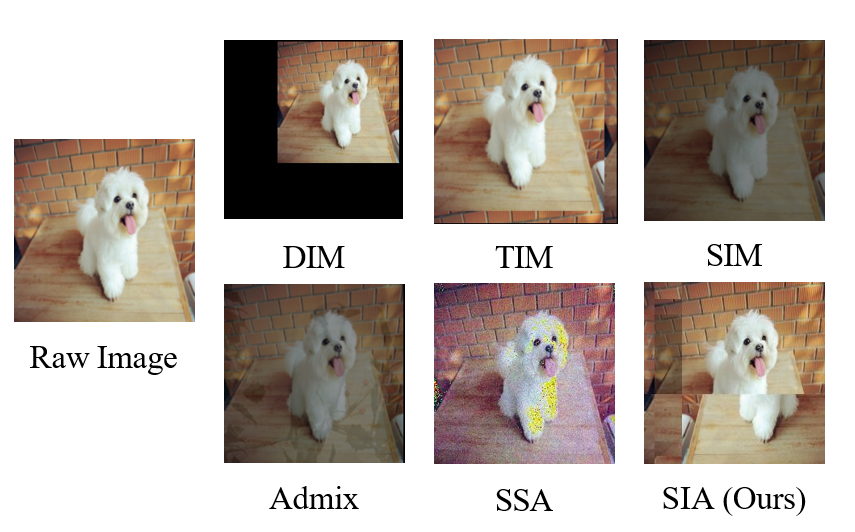 DIM
TIM
SIM
Raw Image
Admix
SSA
SIA (Ours)